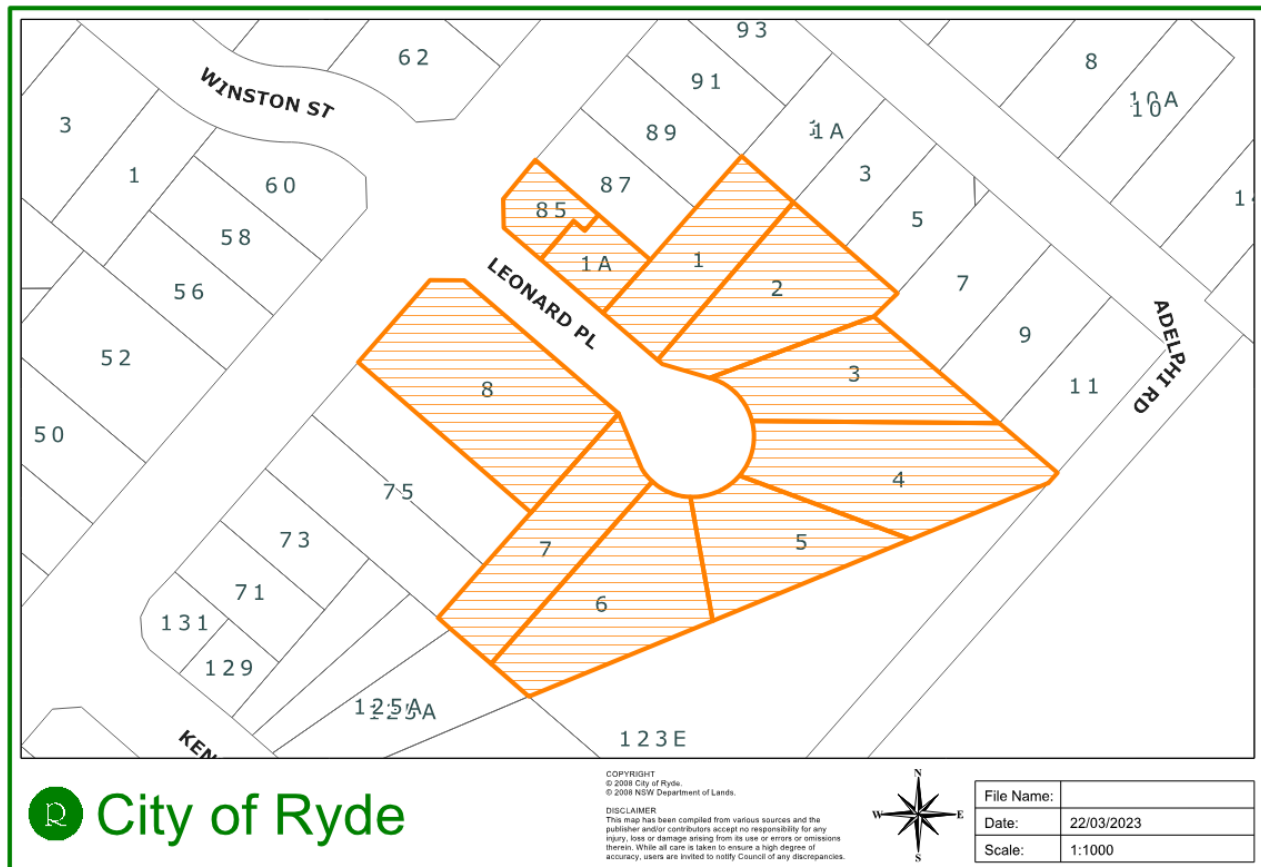 93
62
8
91
WINSTON ST
10A
10
3
89
1A
1
3
60
87
1
85
5
58
1A
1
7
56
2
LEONARD PL
ADELPHI RD
9
52
3
11
8
50
4
75
73
5
7
71
6
131
129
125A
123E
KEN
City of Ryde
COPYRIGHT
© 2008 City of Ryde.
© 2008 NSW Department of Lands.
DISCLAIMER
This map has been compiled from various sources and the
publisher and/or contributors accept no responsibility for any
injury, loss or damage arising from its use or errors or omissions
therein. While all care is taken to ensure a high degree of
accuracy, users are invited to notify Council of any discrepancies.
N
W
E
S
File Name:
Date: 22/03/2023
Scale: 1:1000